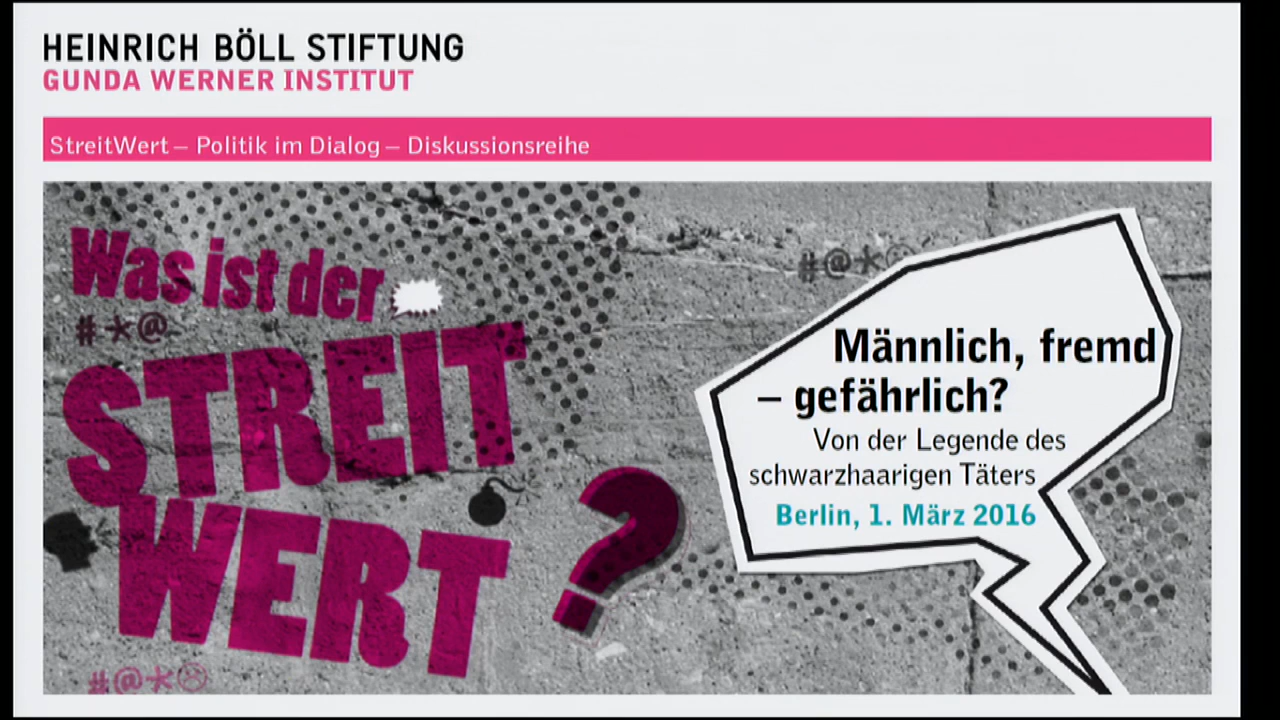 HEINRICH BÖLL STIFTUNG
GUNDA WERNER INSTITUT
StreitWert – Politik im Dialog – Diskussionsreihe
Was ist der
#*@
STREIT
WERT
?
#@*☹
#@*☹
Männlich, fremd
– gefährlich?
Von der Legende des
schwarzhaarigen Täters
Berlin, 1. März 2016